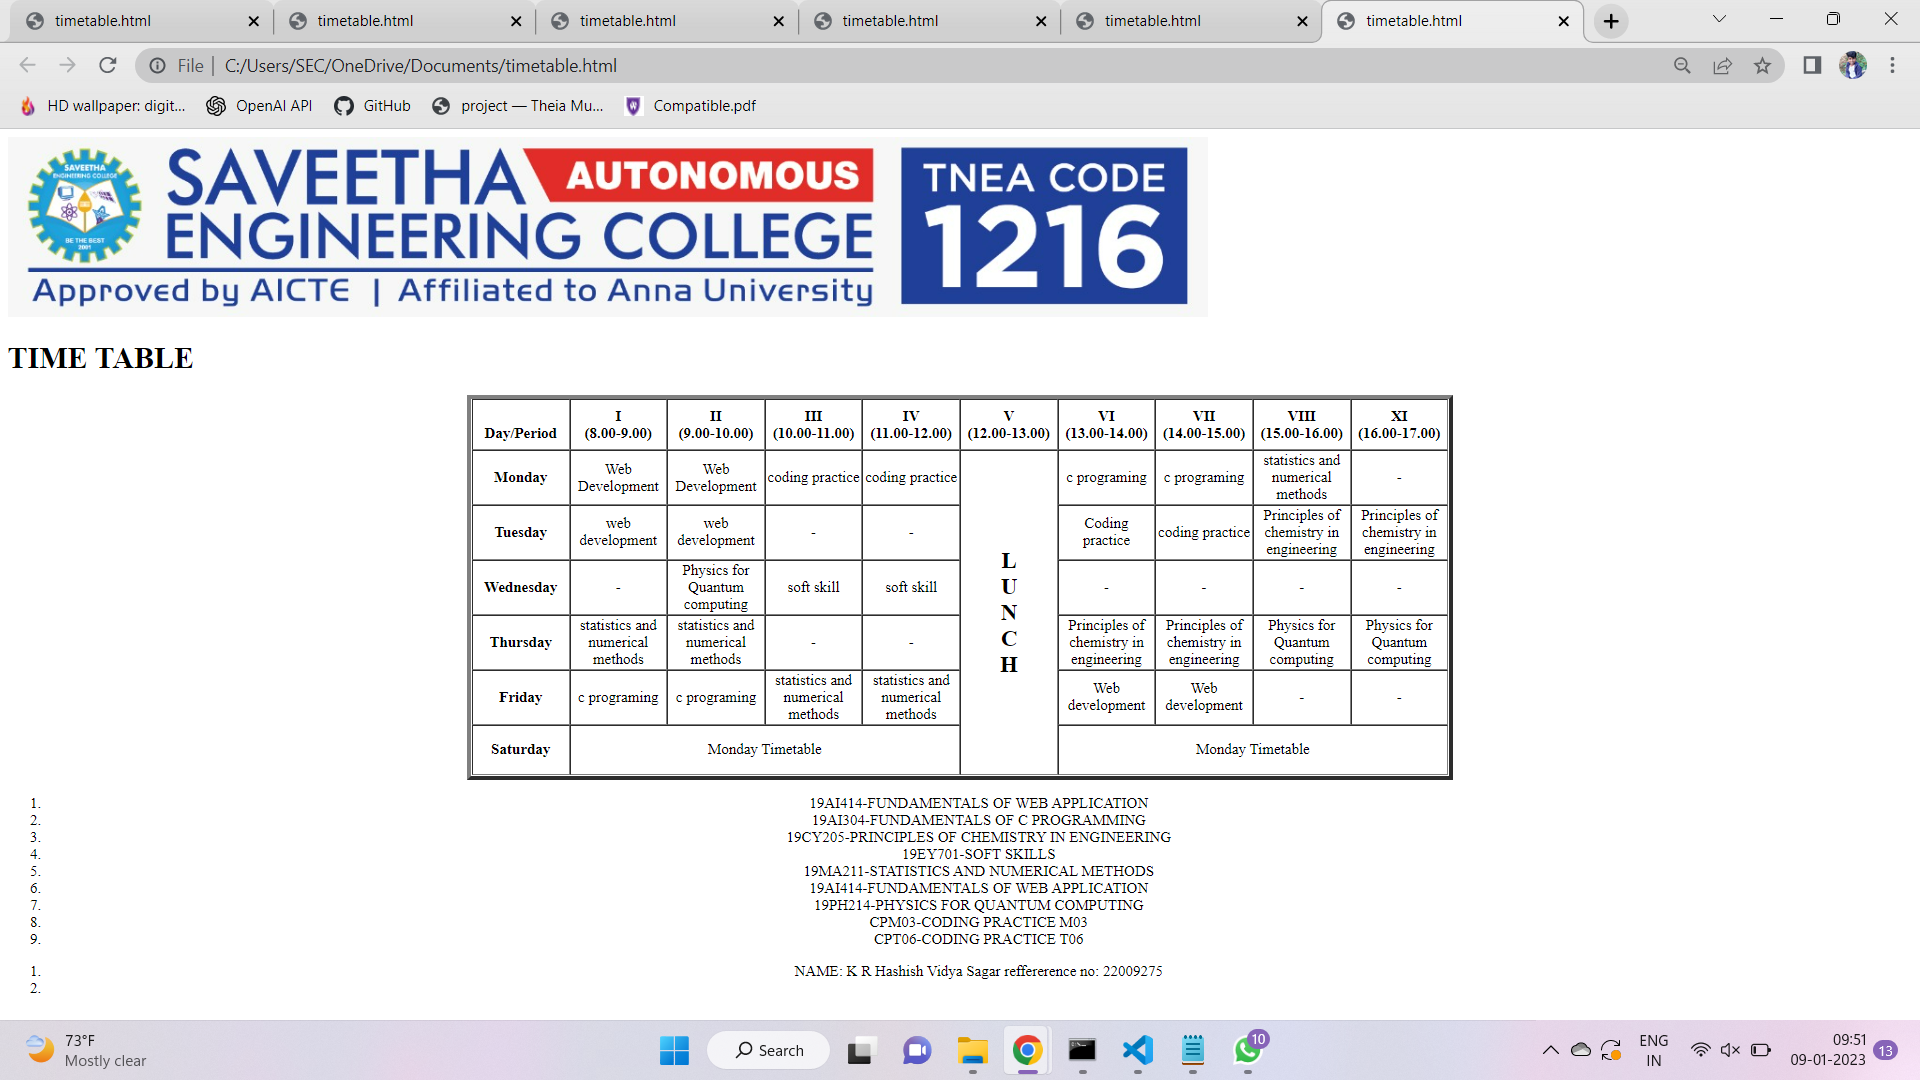 timetable.html timetable.html timetable.html timetable.html timetable.html timetable.html
File C:/Users/SEC/OneDrive/Documents/timetable.html
HD wallpaper: digit... OpenAI API GitHub project — Theia Mu... Compatible.pdf
SAVEETHA
ENGINEERING COLLEGE
BE THE BEST
2001
SAVEETHA AUTONOMOUS
ENGINEERING COLLEGE
Approved by AICTE | Affiliated to Anna University
TNEA CODE
1216
TIME TABLE
I II III IV V VI VII VIII XI
Day/Period (8.00-9.00) (9.00-10.00) (10.00-11.00) (11.00-12.00) (12.00-13.00) (13.00-14.00) (14.00-15.00) (15.00-16.00) (16.00-17.00)
Monday Web Development Web Development coding practice coding practice c programing c programing statistics and numerical methods -
Tuesday web development web development - - Coding practice coding practice Principles of chemistry in engineering Principles of chemistry in engineering
L
U
N
C
H
Wednesday - Physics for Quantum computing soft skill soft skill - - - -
Thursday statistics and numerical methods statistics and numerical methods - - Principles of chemistry in engineering Principles of chemistry in engineering Physics for Quantum computing Physics for Quantum computing
Friday c programing c programing statistics and numerical methods statistics and numerical methods Web development Web development - -
Saturday Monday Timetable Monday Timetable
1. 19AI414-FUNDAMENTALS OF WEB APPLICATION
2. 19AI304-FUNDAMENTALS OF C PROGRAMMING
3. 19CY205-PRINCIPLES OF CHEMISTRY IN ENGINEERING
4. 19EY701-SOFT SKILLS
5. 19MA211-STATISTICS AND NUMERICAL METHODS
6. 19AI414-FUNDAMENTALS OF WEB APPLICATION
7. 19PH214-PHYSICS FOR QUANTUM COMPUTING
8. CPM03-CODING PRACTICE M03
9. CPT06-CODING PRACTICE T06
1. NAME: K R Hashish Vidya Sagar reffererence no: 22009275
2.
73°F
Mostly clear
Search
10
ENG
IN
09:51
09-01-2023
13